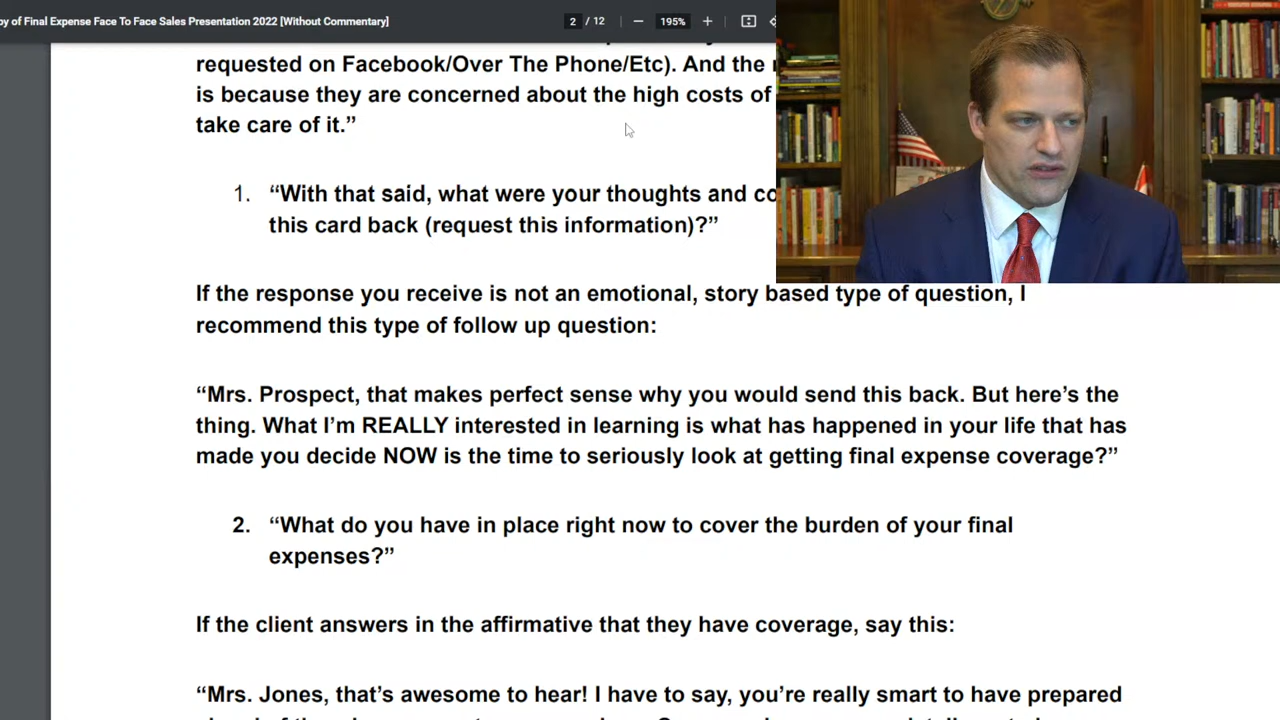 py of Final Expense Face To Face Sales Presentation 2022 [Without Commentary]
2 / 12
195%
requested on Facebook/Over The Phone/Etc). And the
is because they are concerned about the high costs of
take care of it.”
1. “With that said, what were your thoughts and
this card back (request this information)?”
If the response you receive is not an emotional, story based type of question, I
recommend this type of follow up question:
“Mrs. Prospect, that makes perfect sense why you would send this back. But here’s the
thing. What I’m REALLY interested in learning is what has happened in your life that has
made you decide NOW is the time to seriously look at getting final expense coverage?”
2. “What do you have in place right now to cover the burden of your final
expenses?”
If the client answers in the affirmative that they have coverage, say this:
“Mrs. Jones, that’s awesome to hear! I have to say, you’re really smart to have prepared